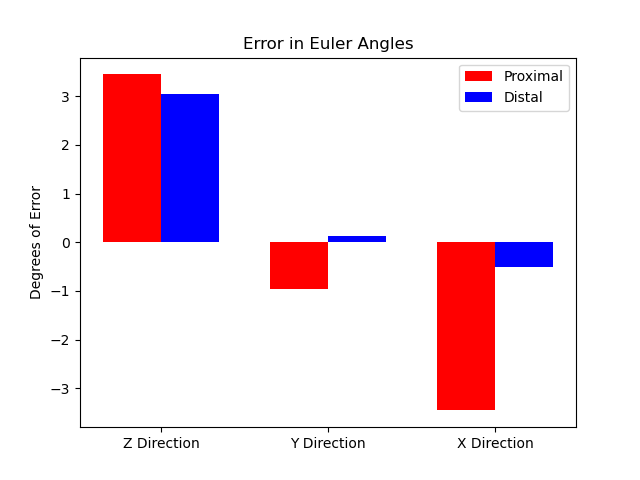 Error in Euler Angles
Proximal
Distal
Degrees of Error
3
2
1
0
−1
−2
−3
Z Direction
Y Direction
X Direction